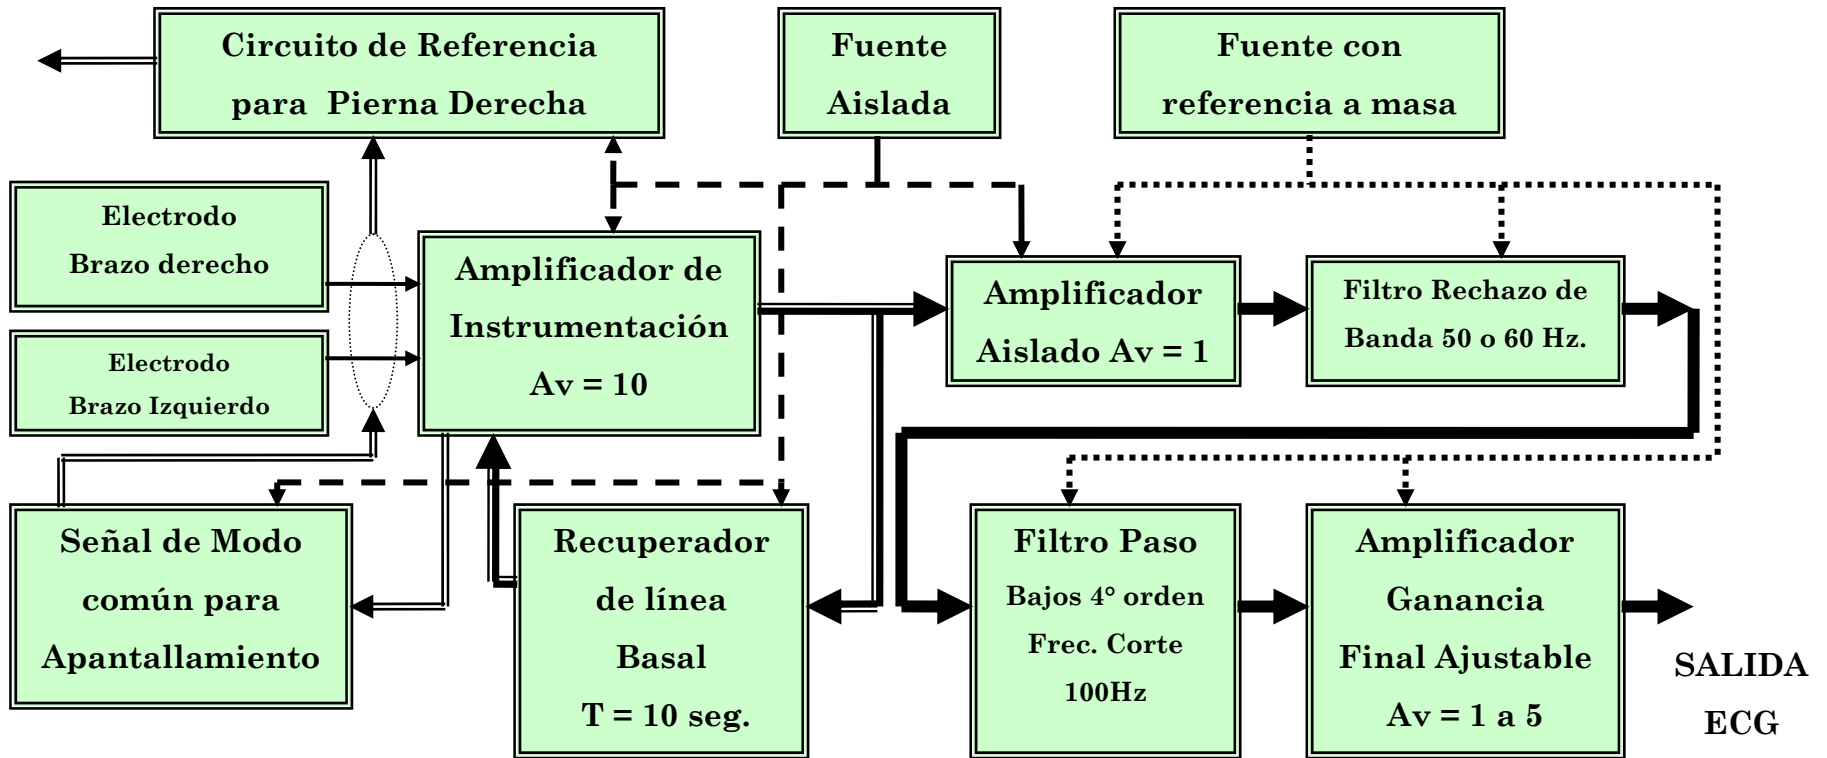 Circuito de Referencia
para Pierna Derecha
Fuente
Aislada
Fuente con
referencia a masa
Electrodo
Brazo derecho
Electrodo
Brazo Izquierdo
Amplificador de
Instrumentación
Av = 10
Amplificador
Aislado Av = 1
Filtro Rechazo de
Banda 50 o 60 Hz.
Señal de Modo
común para
Apantallamiento
Recuperador
de línea
Basal
T = 10 seg.
Filtro Paso
Bajos 4° orden
Frec. Corte
100Hz
Amplificador
Ganancia
Final Ajustable
Av = 1 a 5
SALIDA
ECG